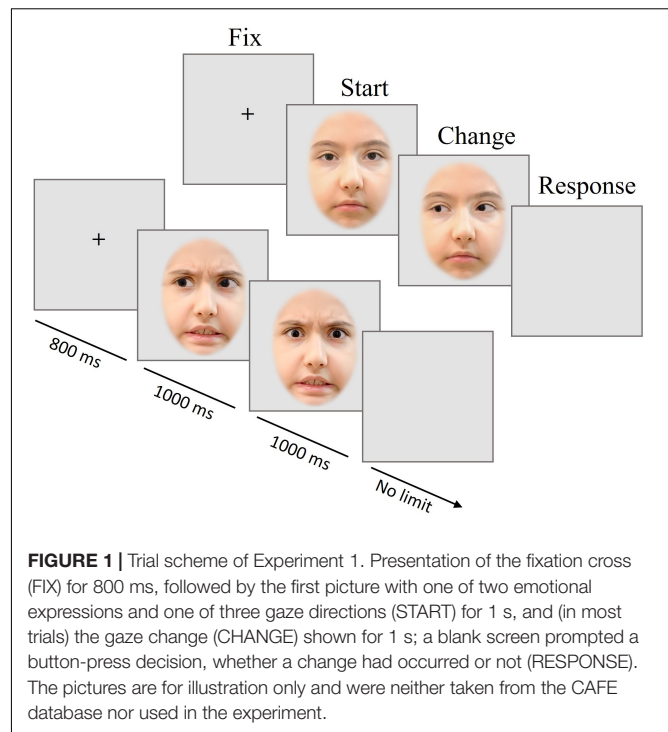 Fix
Start
Change
Response
+
+
800 ms
1000 ms
1000 ms
No limit
FIGURE 1 | Trial scheme of Experiment 1. Presentation of the fixation cross
(FIX) for 800 ms, followed by the first picture with one of two emotional
expressions and one of three gaze directions (START) for 1 s, and (in most
trials) the gaze change (CHANGE) shown for 1 s; a blank screen prompted a
button-press decision, whether a change had occurred or not (RESPONSE).
The pictures are for illustration only and were neither taken from the CAFE
database nor used in the experiment.